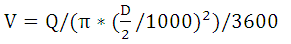 V = Q/(π * (D/2 /1000)²)/3600